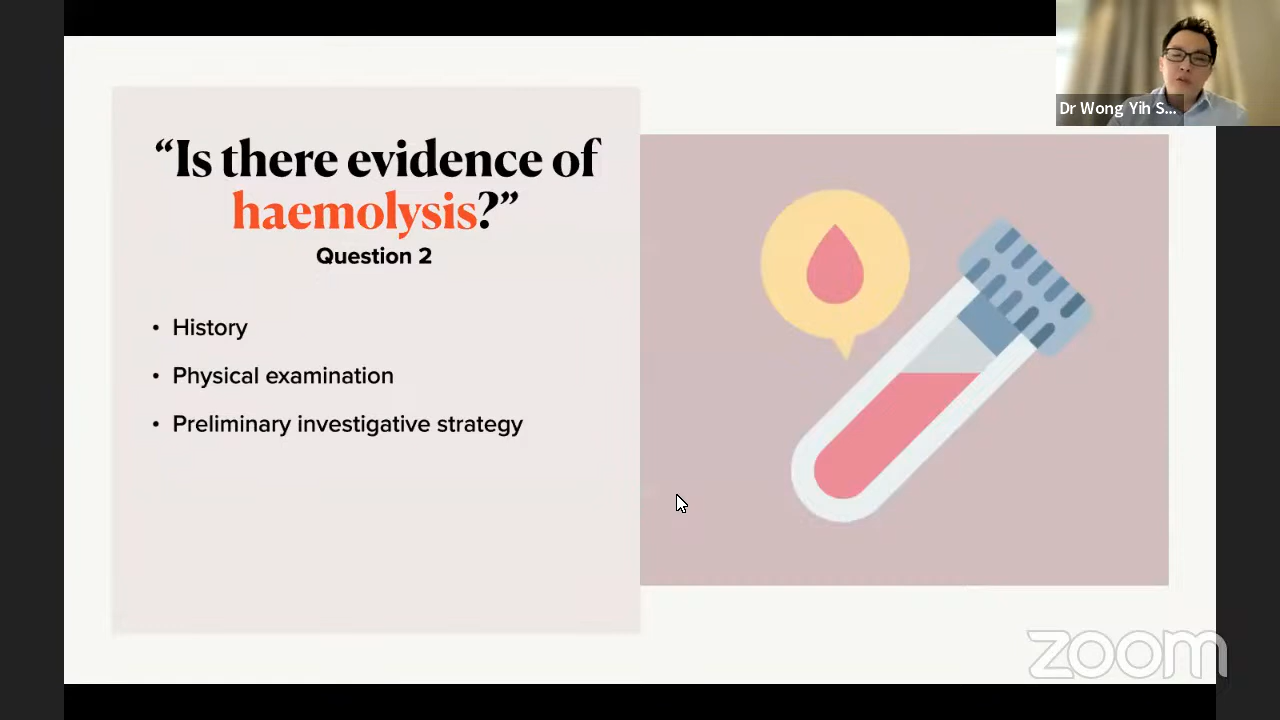 “Is there evidence of
haemolysis?”
Question 2
• History
• Physical examination
• Preliminary investigative strategy
Dr Wong Yih S...
zoom